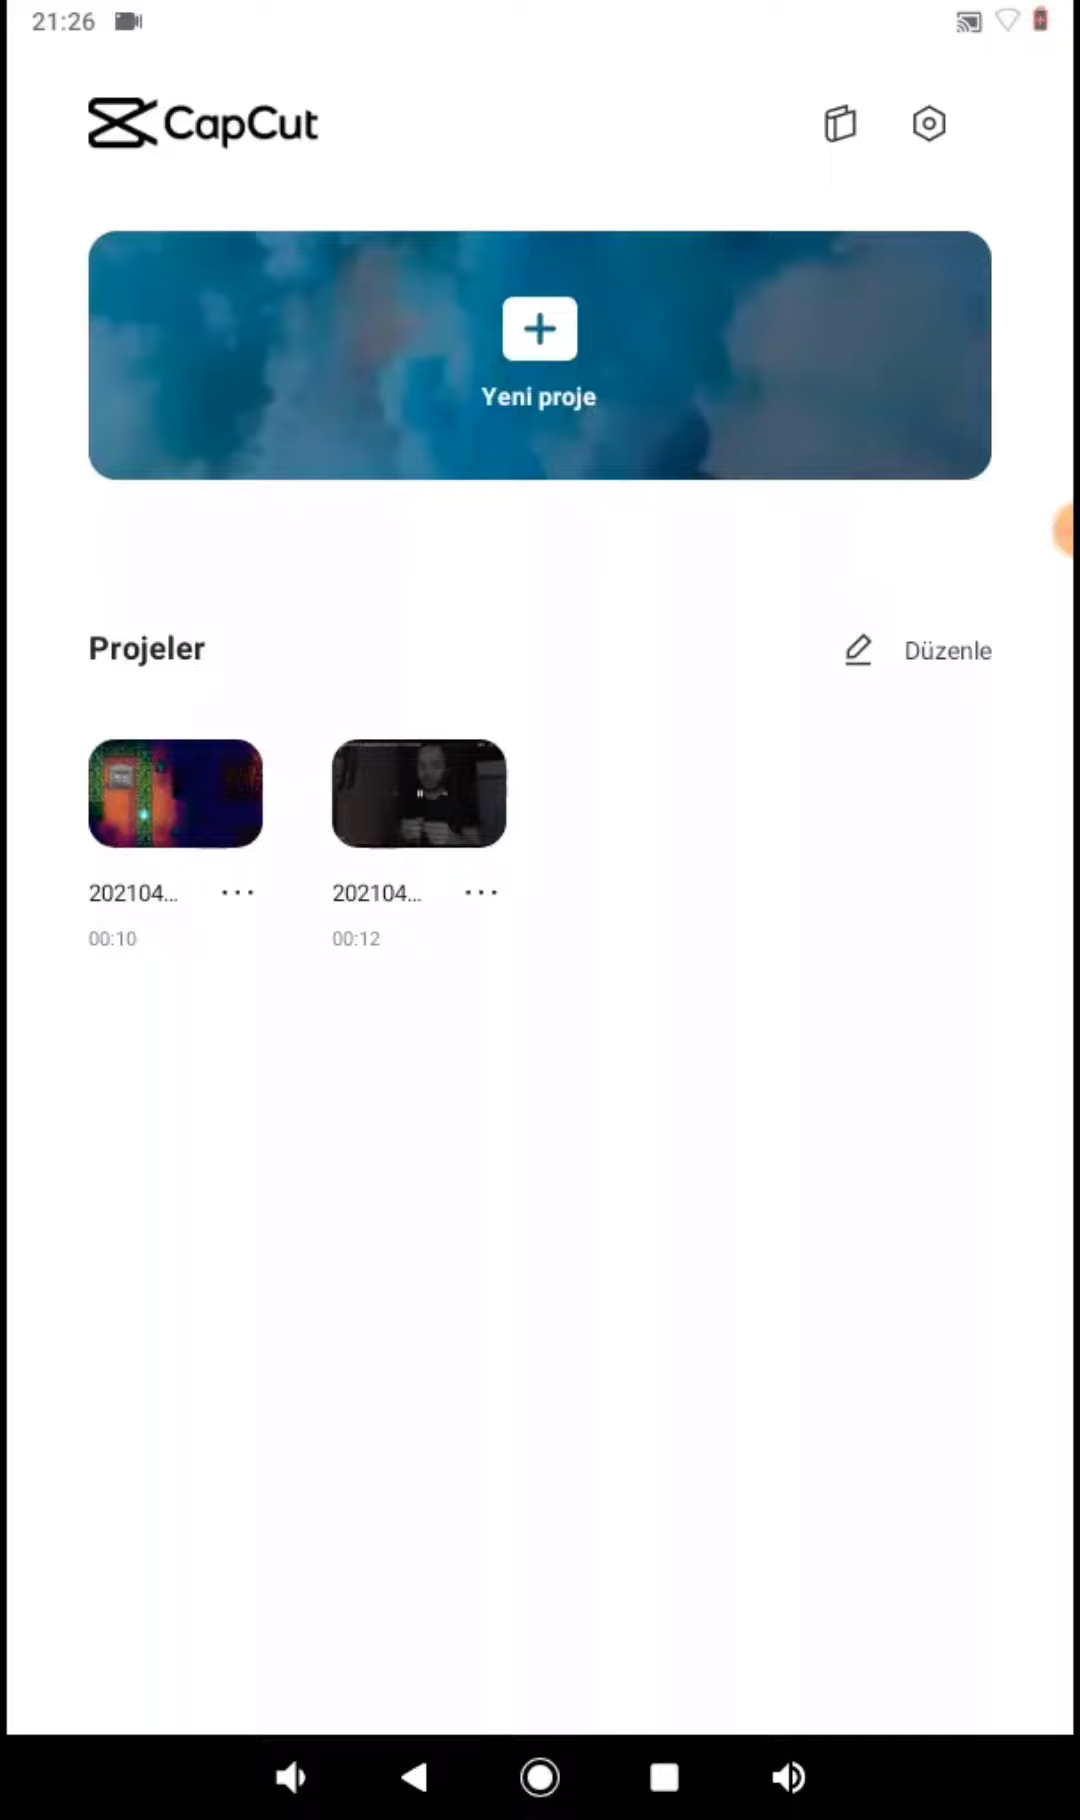 21:26
CapCut
Yeni proje
Projeler
Düzenle
202104...
202104...
00:10
00:12